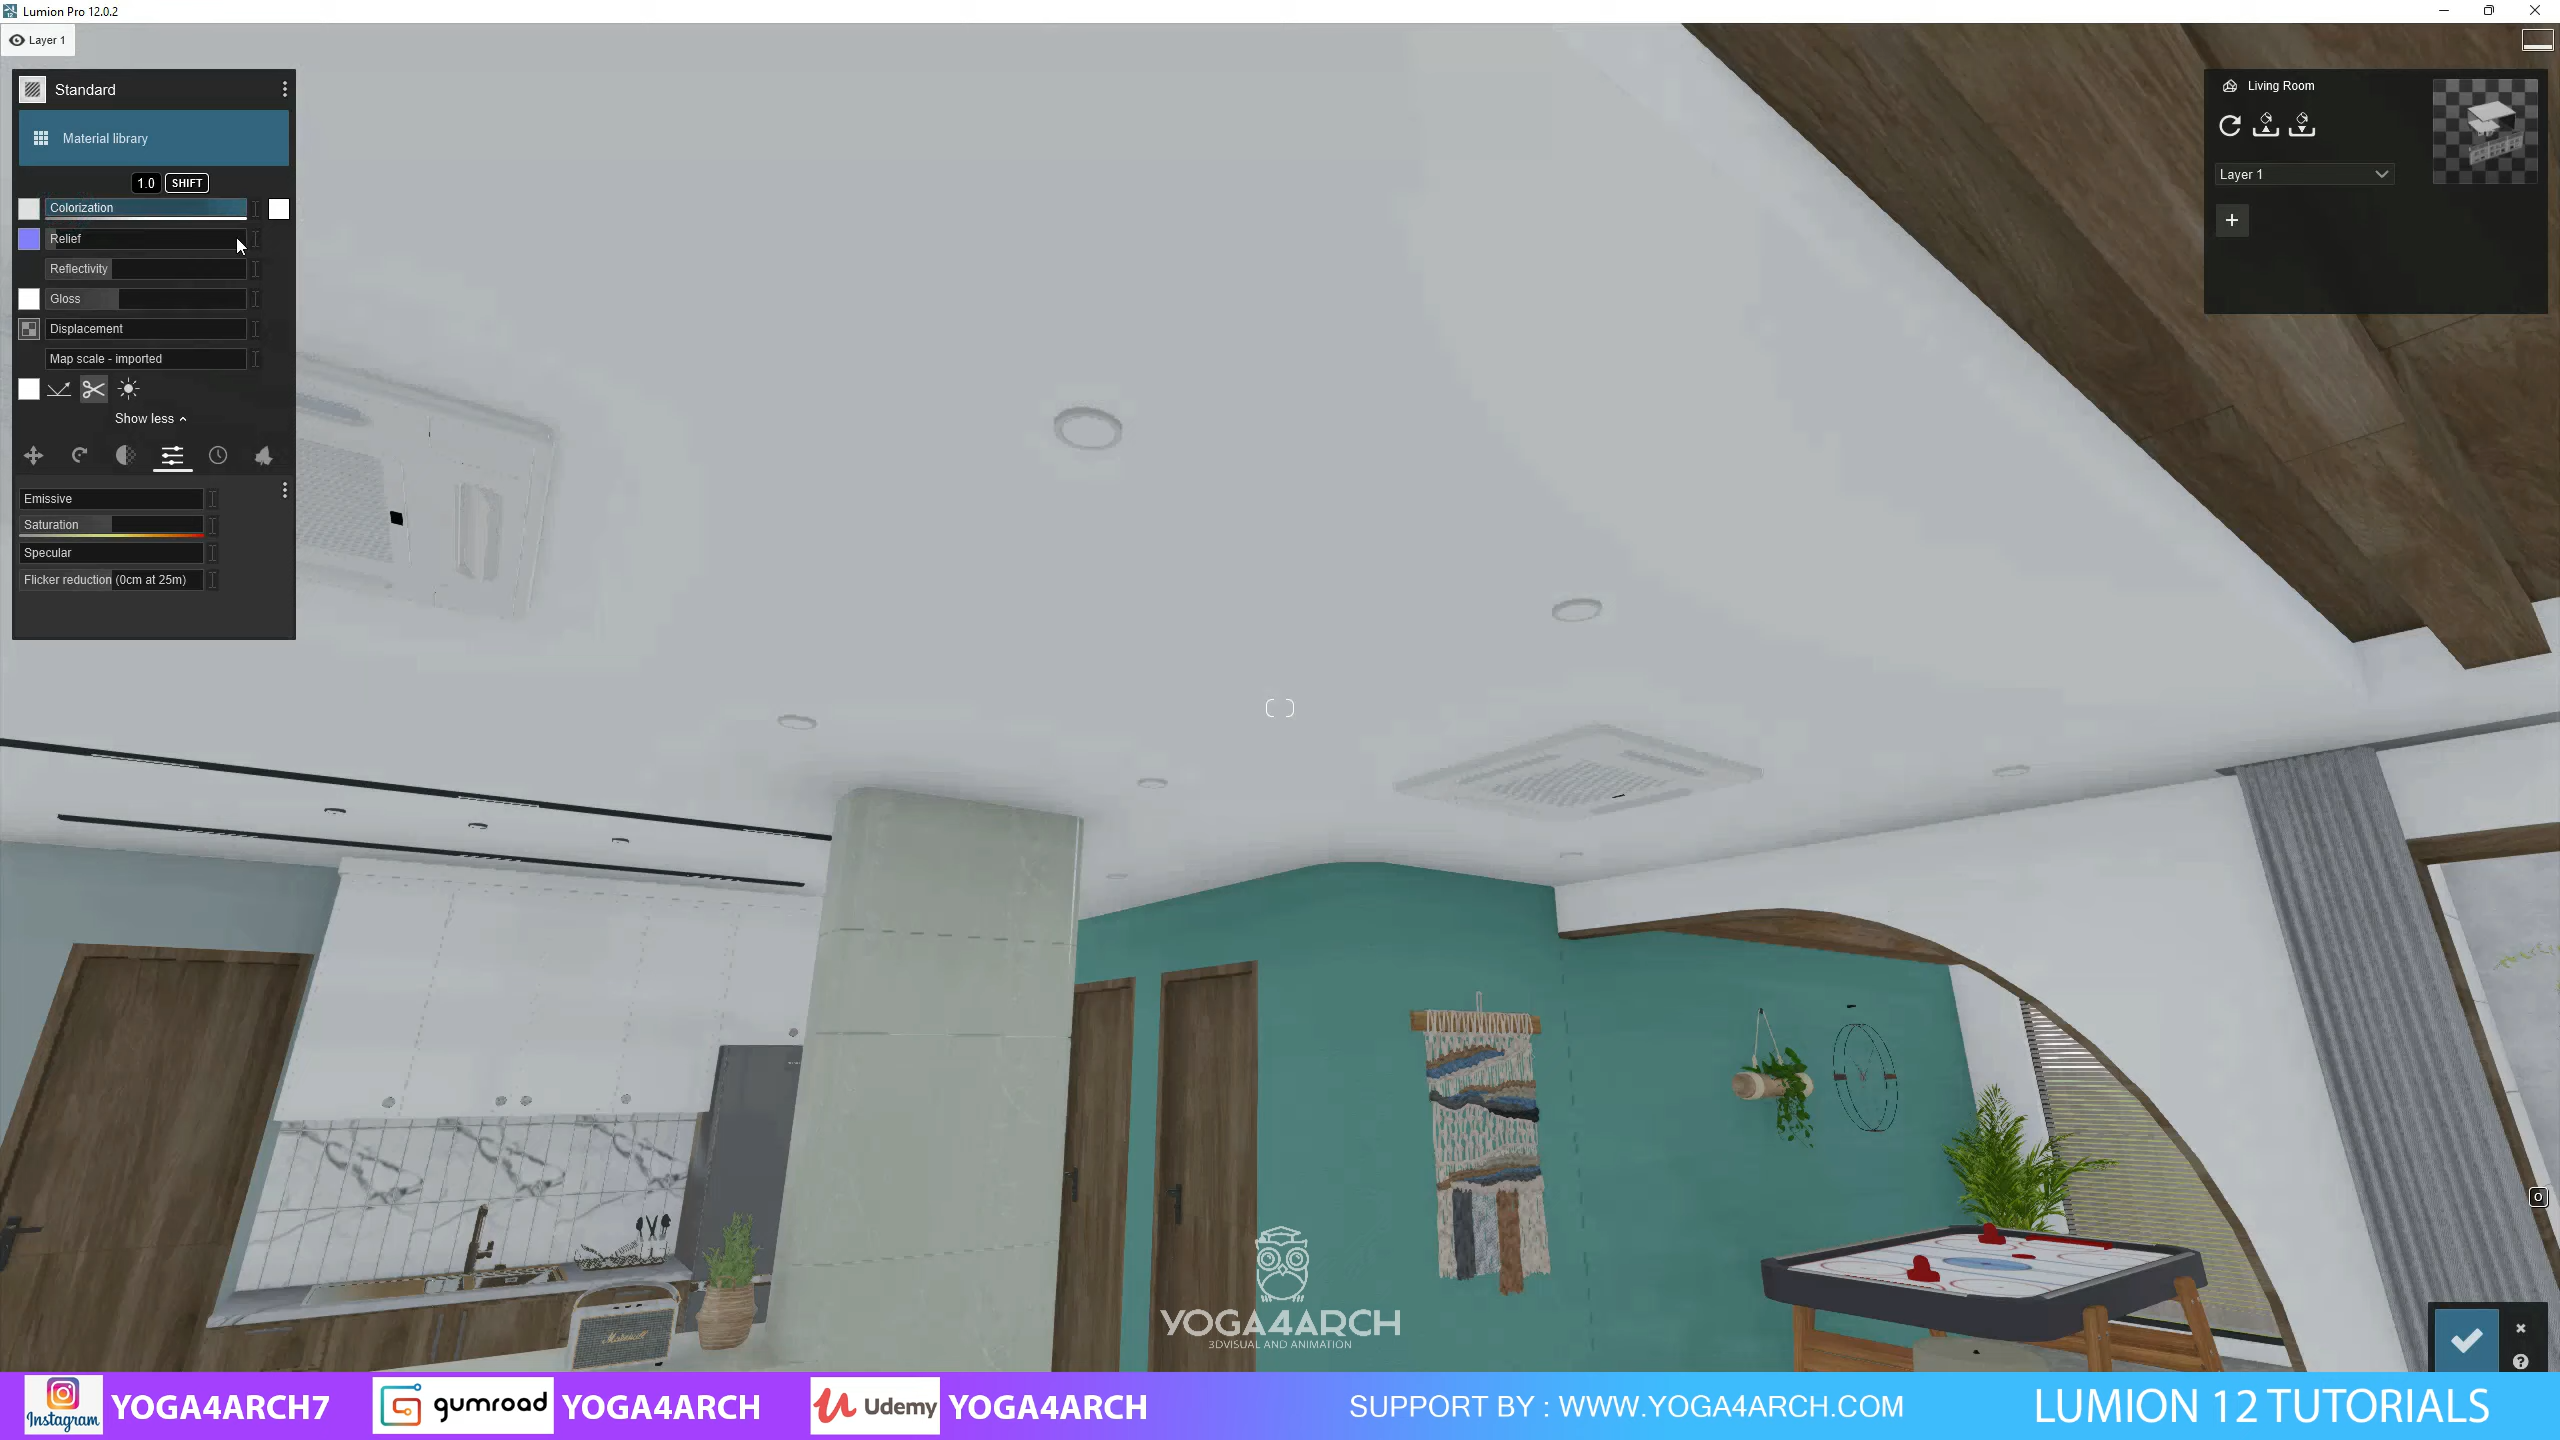 Lumion Pro 12.0.2
Layer 1
Standard
Material library
1.0 SHIFT
Colorization
Relief
Reflectivity
Gloss
Displacement
Map scale - imported
Show less
Emissive
Saturation
Specular
Flicker reduction (0cm at 25m)
Living Room
Layer 1
O
Marshall
YOGA4ARCH
3DVISUAL AND ANIMATION
Instagram YOGA4ARCH7 gumroad YOGA4ARCH Udemy YOGA4ARCH SUPPORT BY : WWW.YOGA4ARCH.COM LUMION 12 TUTORIALS